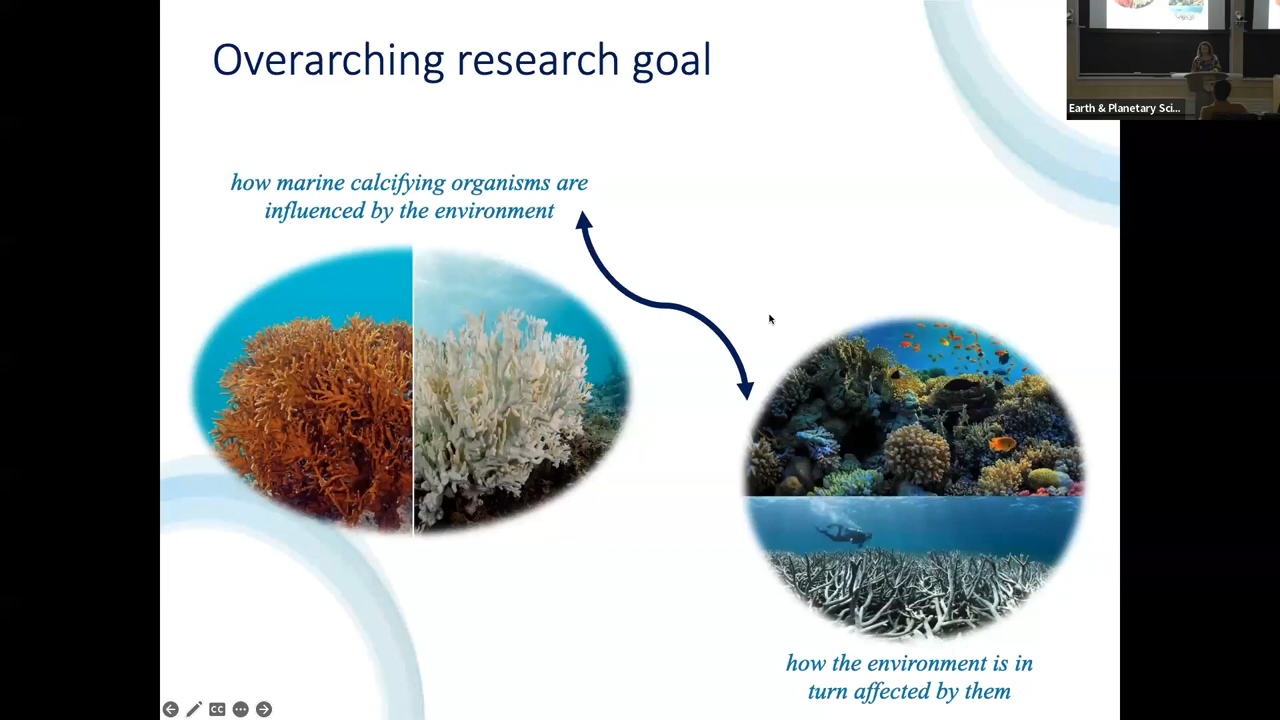 Overarching research goal
how marine calcifying organisms are
influenced by the environment
how the environment is in
turn affected by them
Earth & Planetary Sci...
CC